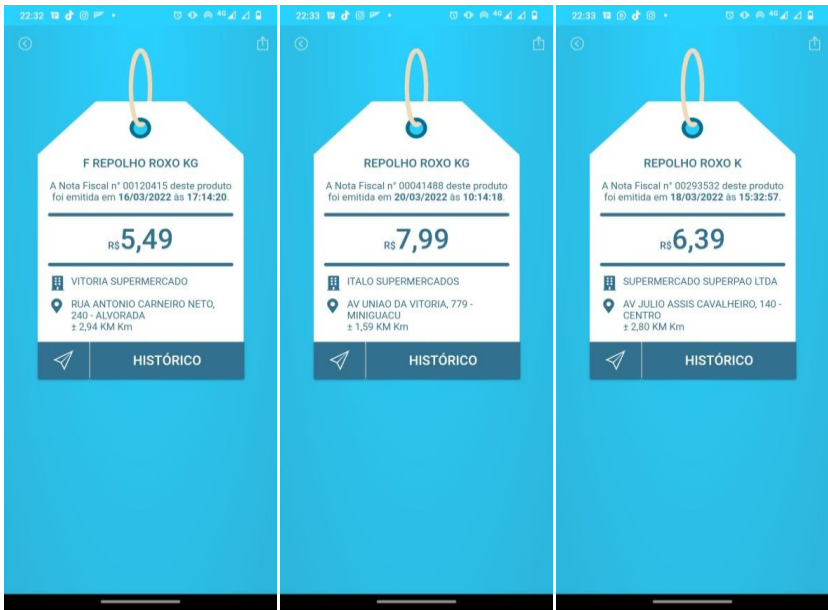 22:32
4G
F REPOLHO ROXO KG
A Nota Fiscal n° 00120415 deste produto
foi emitida em 16/03/2022 às 17:14:20.
R$5,49
VITORIA SUPERMERCADO
RUA ANTONIO CARNEIRO NETO,
240 - ALVORADA
± 2,94 KM Km
HISTÓRICO
22:33
4G
REPOLHO ROXO KG
A Nota Fiscal n° 00041488 deste produto
foi emitida em 20/03/2022 às 10:14:18.
R$7,99
ITALO SUPERMERCADOS
AV UNIAO DA VITORIA, 779 -
MINIGUACU
± 1,59 KM Km
HISTÓRICO
22:33
4G
REPOLHO ROXO K
A Nota Fiscal n° 00293532 deste produto
foi emitida em 18/03/2022 às 15:32:57.
R$6,39
SUPERMERCADO SUPERPAO LTDA
AV JULIO ASSIS CAVALHEIRO, 140 -
CENTRO
± 2,80 KM Km
HISTÓRICO